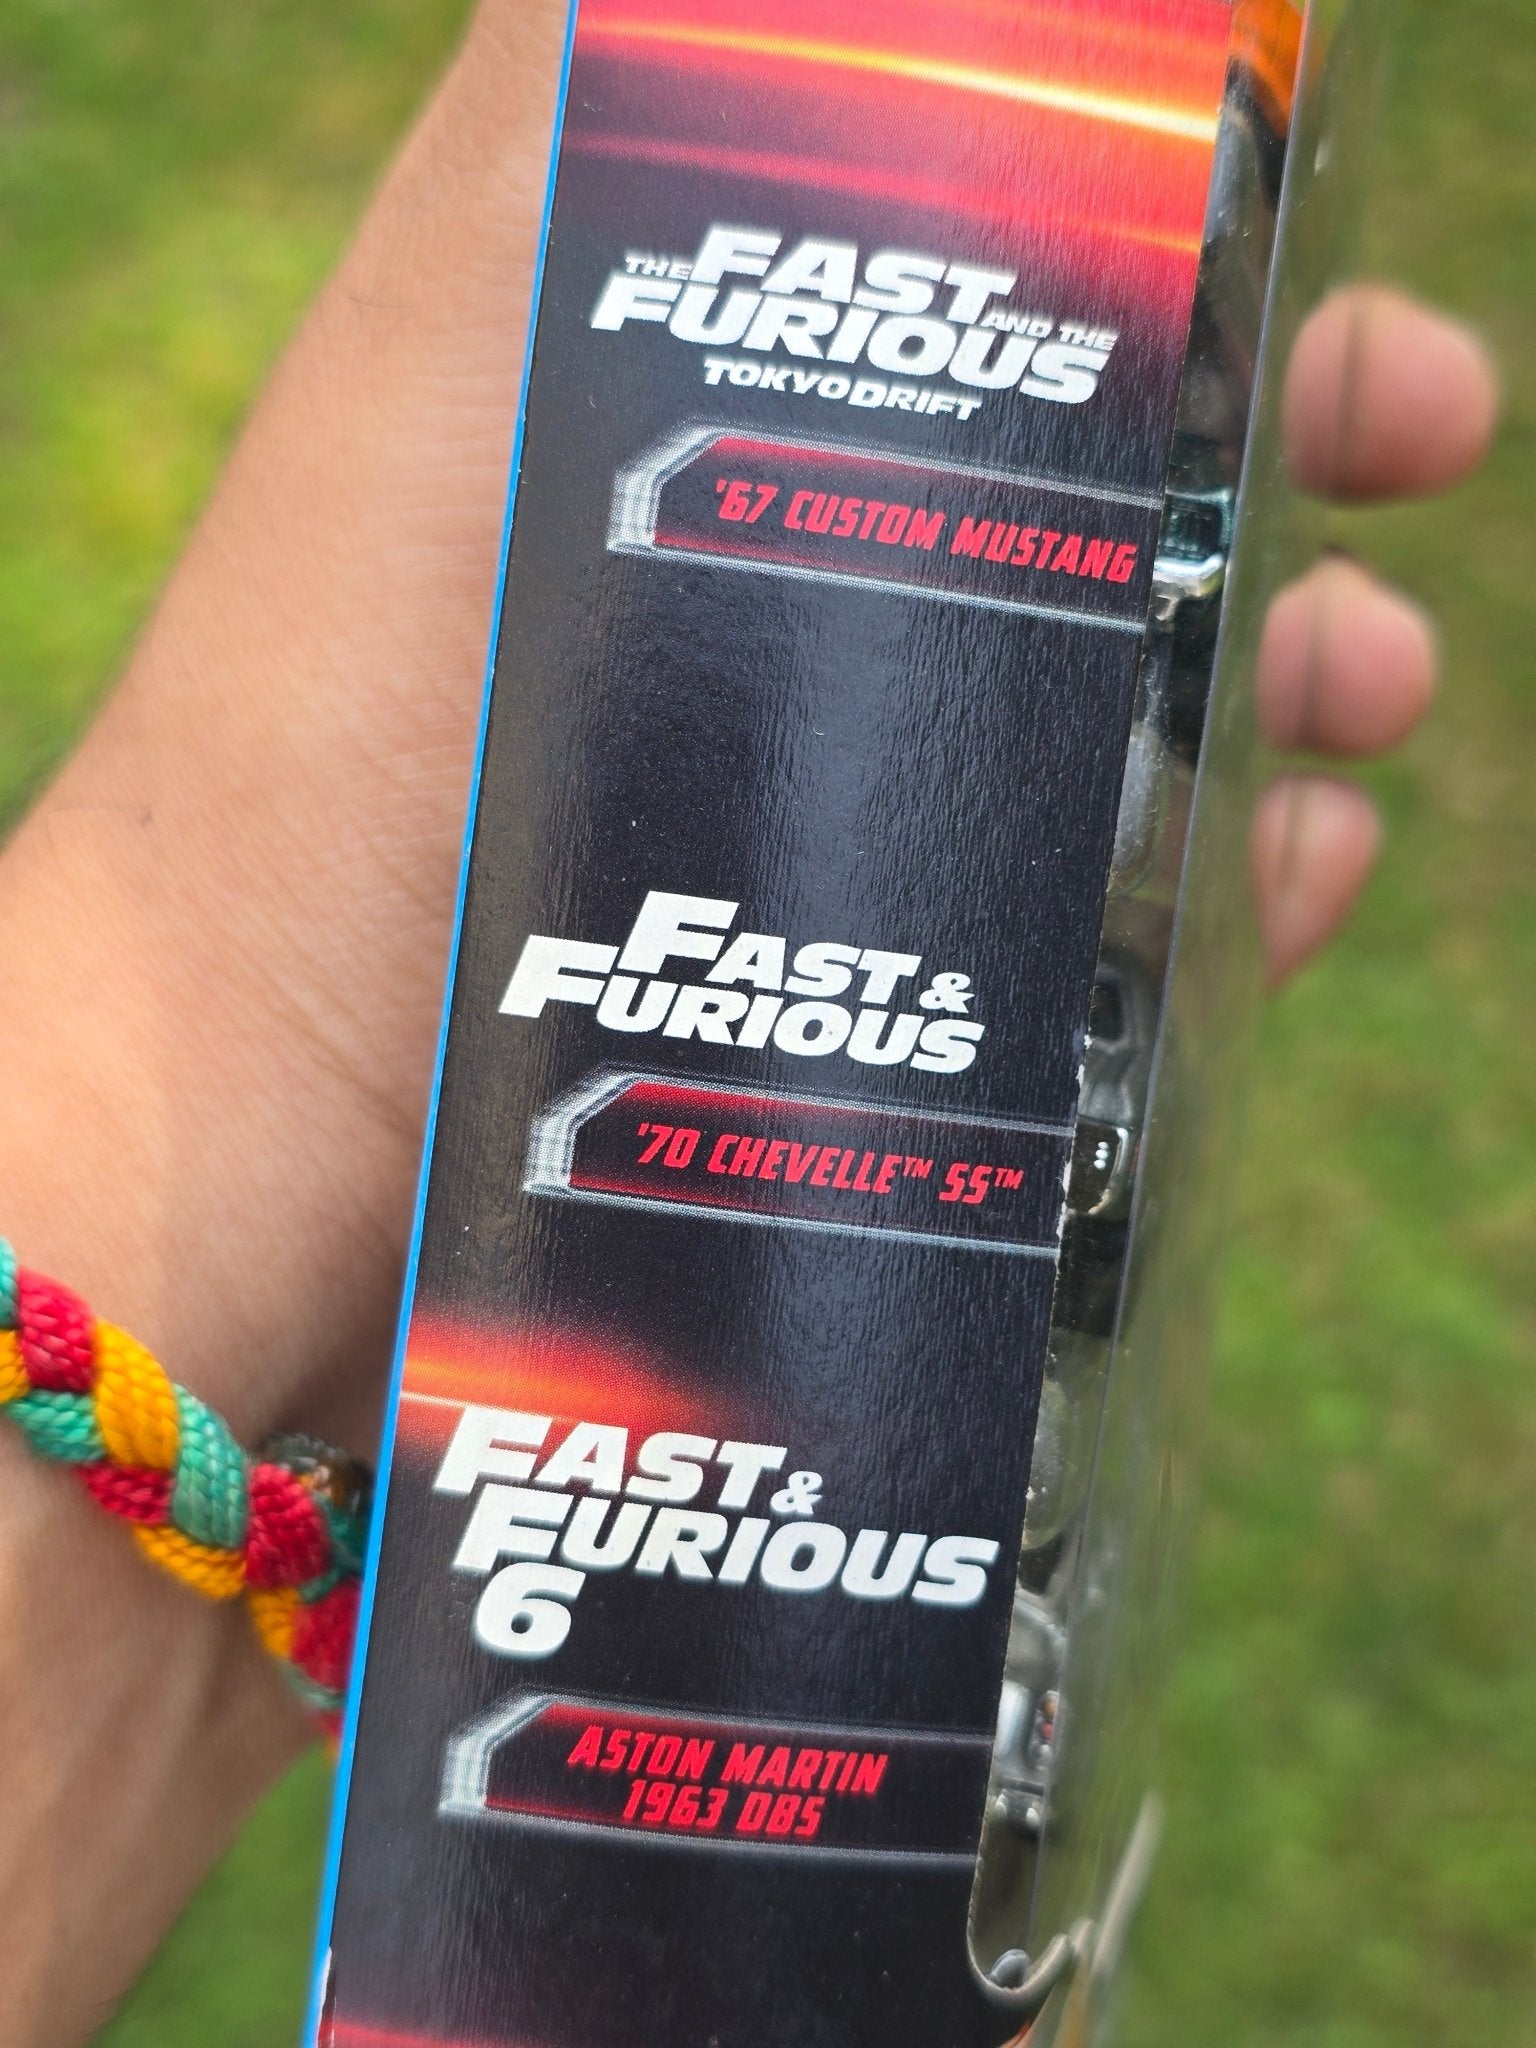 THE FAST AND THE
FURIOUS
TOKYO DRIFT
'67 CUSTOM MUSTANG
FAST &
FURIOUS
'70 CHEVELLE™ SS™
FAST &
FURIOUS
6
ASTON MARTIN
1963 DB5